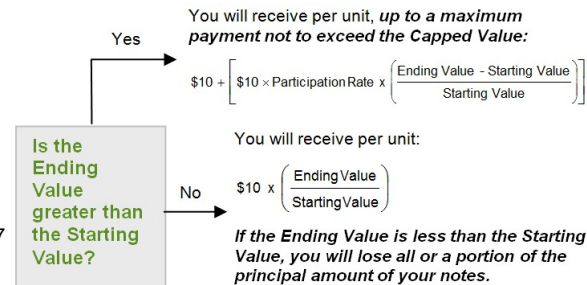 You will receive per unit, up to a maximum
payment not to exceed the Capped Value:
Yes
$10 + [ $10 × Participation Rate x ( Ending Value - Starting Value / Starting Value ) ]
Is the
Ending
Value
greater than
the Starting
Value?
No
You will receive per unit:
$10 x ( Ending Value / Starting Value )
If the Ending Value is less than the Starting
Value, you will lose all or a portion of the
principal amount of your notes.